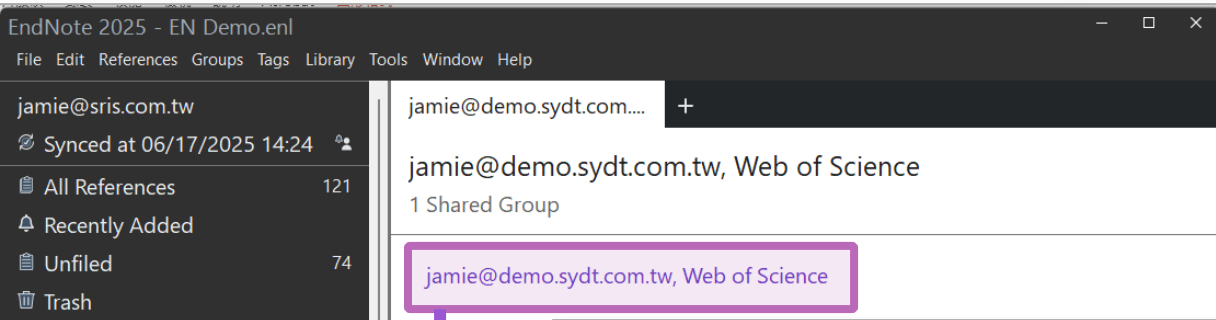 EndNote 2025 - EN Demo.enl
File Edit References Groups Tags Library Tools Window Help
jamie@sris.com.tw
Synced at 06/17/2025 14:24
All References 121
Recently Added
Unfiled 74
Trash
jamie@demo.sydt.com....
jamie@demo.sydt.com.tw, Web of Science
1 Shared Group
jamie@demo.sydt.com.tw, Web of Science